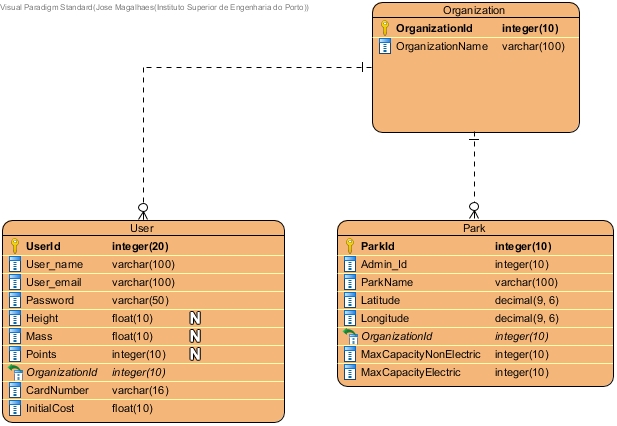 Visual Paradigm Standard(Jose Magalhaes(Instituto Superior de Engenharia do Porto))
Organization
OrganizationId integer(10)
OrganizationName varchar(100)
User
UserId integer(20)
User_name varchar(100)
User_email varchar(100)
Password varchar(50)
Height float(10) N
Mass float(10) N
Points integer(10) N
OrganizationId integer(10)
CardNumber varchar(16)
InitialCost float(10)
Park
ParkId integer(10)
Admin_Id integer(10)
ParkName varchar(100)
Latitude decimal(9, 6)
Longitude decimal(9, 6)
OrganizationId integer(10)
MaxCapacityNonElectric integer(10)
MaxCapacityElectric integer(10)